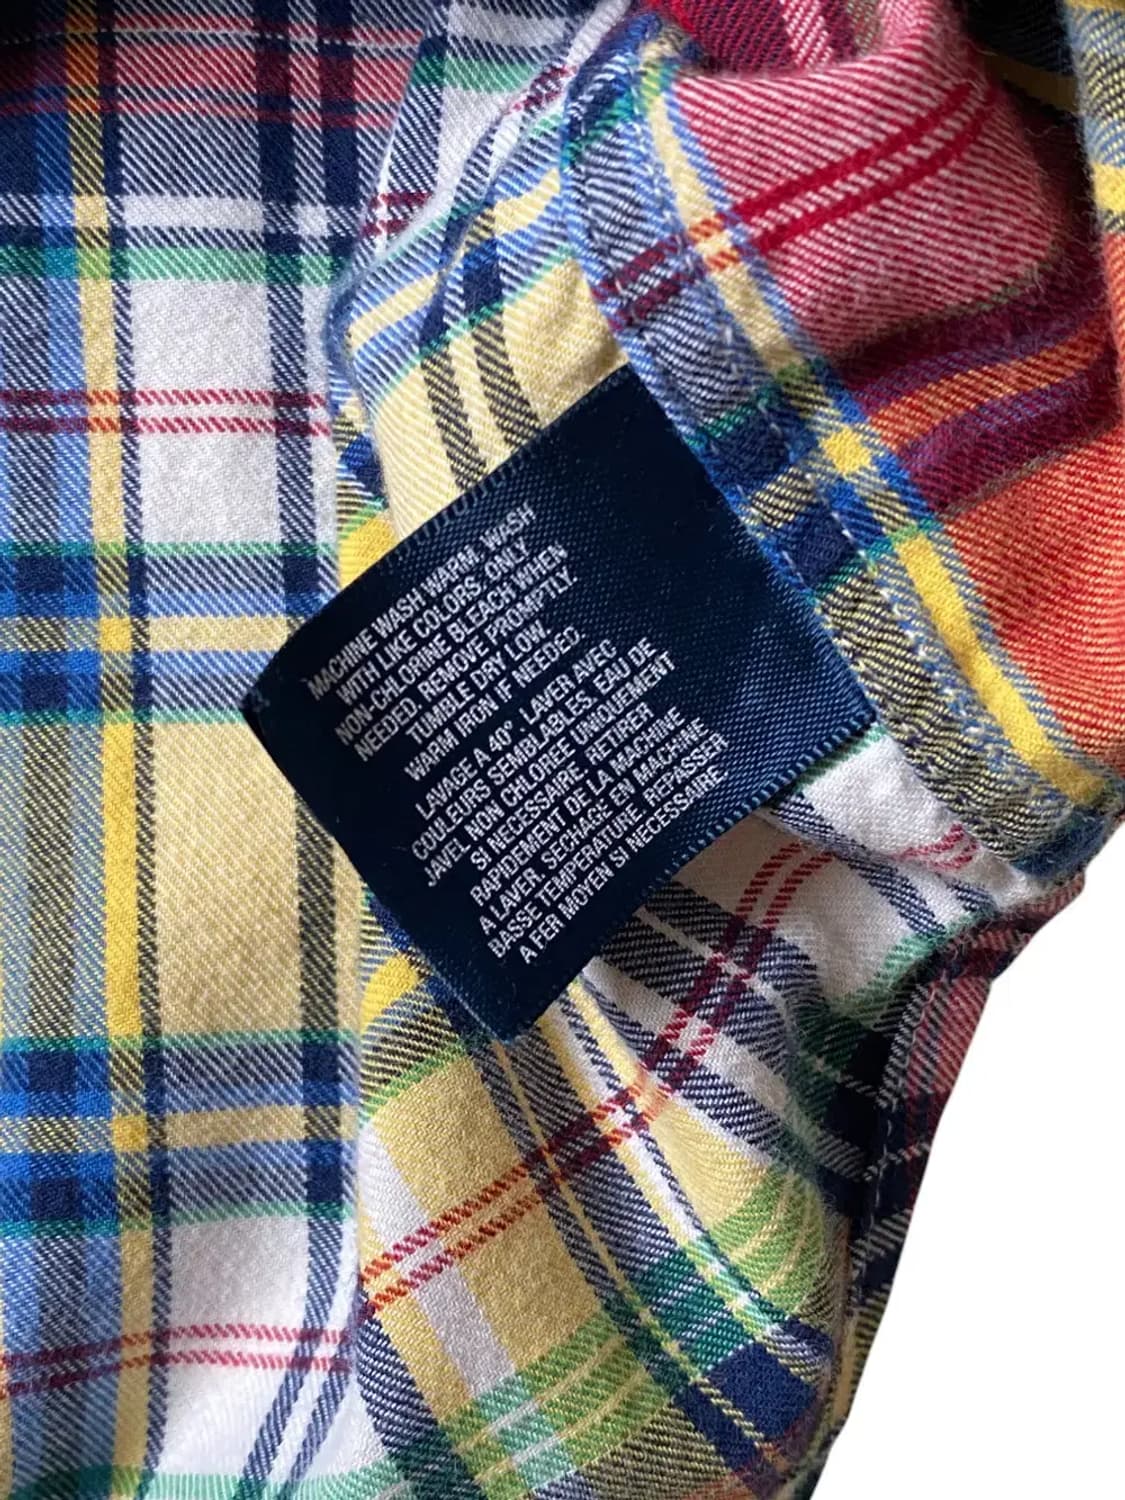 MACHINE WASH WARM, WASH
WITH LIKE COLORS. ONLY
NON-CHLORINE BLEACH WHEN
NEEDED. REMOVE PROMPTLY.
TUMBLE DRY LOW.
WARM IRON IF NEEDED.
LAVAGE A 40°. LAVER AVEC
COULEURS SEMBLABLES. EAU DE
JAVEL NON CHLOREE UNIQUEMENT
SI NECESSAIRE. RETIRER
RAPIDEMENT DE LA MACHINE
A LAVER. SECHAGE EN MACHINE
BASSE TEMPERATURE. REPASSER
A FER MOYEN SI NECESSAIRE